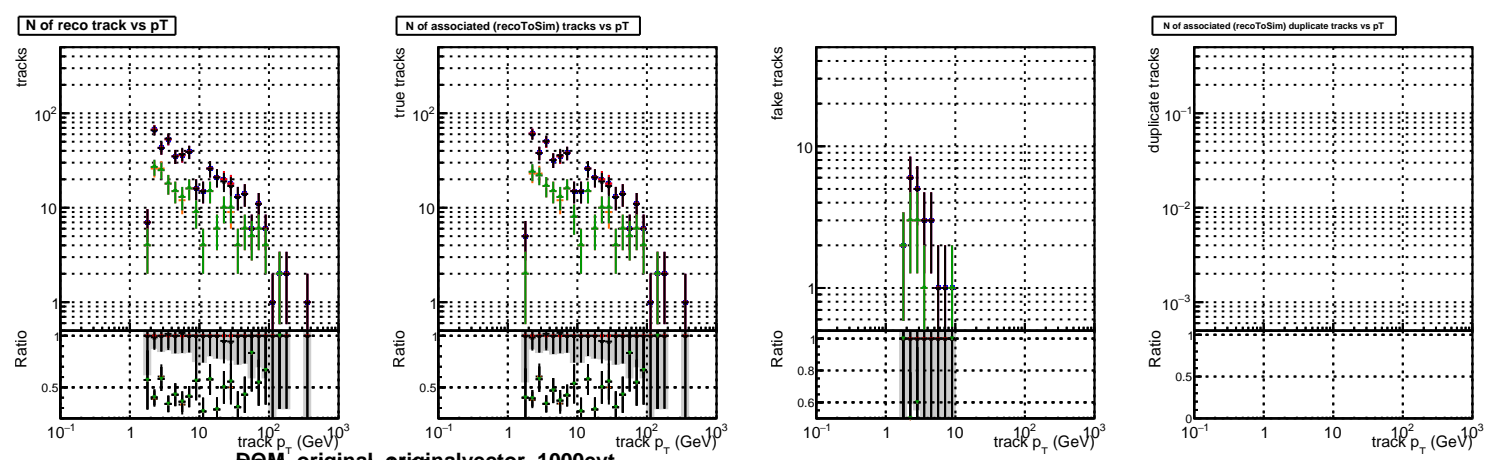 N of reco track vs pT
tracks
10²
10
1
Ratio
1
0.5
10⁻¹ 1 10 10² 10³
track p_T (GeV)
N of associated (recoToSim) tracks vs pT
true tracks
10²
10
1
Ratio
1
0.5
10⁻¹ 1 10 10² 10³
track p_T (GeV)
fake tracks
10
1
Ratio
1
0.8
0.6
10⁻¹ 1 10 10² 10³
track p_T (GeV)
N of associated (recoToSim) duplicate tracks vs pT
duplicate tracks
10⁻¹
10⁻²
10⁻³
Ratio
1
0.5
0
10⁻¹ 1 10 10² 10³
track p_T (GeV)